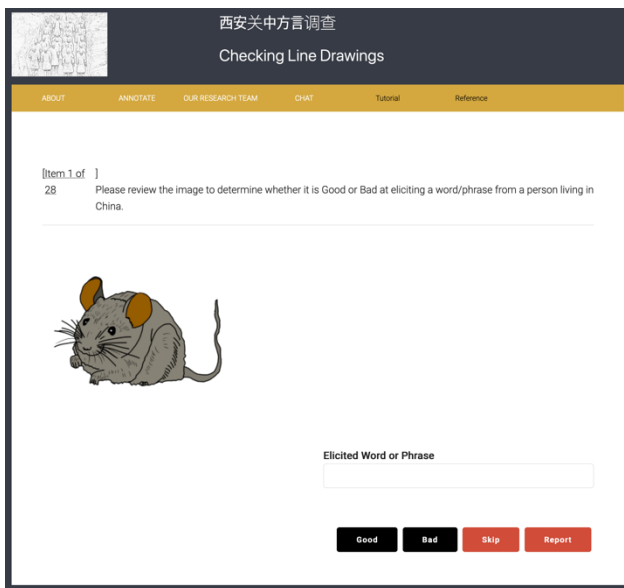 西安关中方言调查
Checking Line Drawings
ABOUT ANNOTATE OUR RESEARCH TEAM CHAT Tutorial Reference
[Item 1 of 28]
Please review the image to determine whether it is Good or Bad at eliciting a word/phrase from a person living in
China.
Elicited Word or Phrase
Good Bad Skip Report